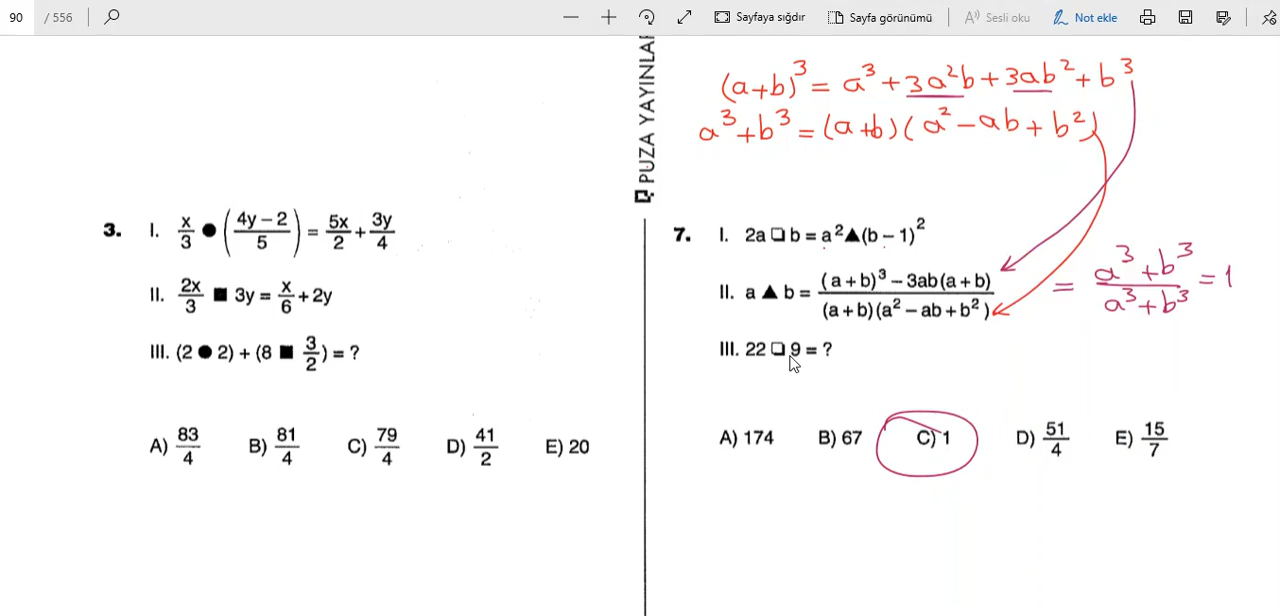 90 / 556 Sayfaya sığdır Sayfa görünümü Sesli oku Not ekle
PUZA YAYINLAR
3. I. x/3 ● ((4y – 2)/5) = 5x/2 + 3y/4
II. 2x/3 ■ 3y = x/6 + 2y
III. (2 ● 2) + (8 ■ 3/2) = ?
A) 83/4 B) 81/4 C) 79/4 D) 41/2 E) 20
(a+b)³ = a³ + 3a²b + 3ab² + b³
a³ + b³ = (a+b)(a² – ab + b²)
7. I. 2a ❑ b = a² ▲ (b – 1)²
II. a ▲ b = ((a + b)³ – 3ab(a + b))/((a + b)(a² – ab + b²)) = (a³ + b³)/(a³ + b³) = 1
III. 22 ❑ 9 = ?
A) 174 B) 67 C) 1 D) 51/4 E) 15/7